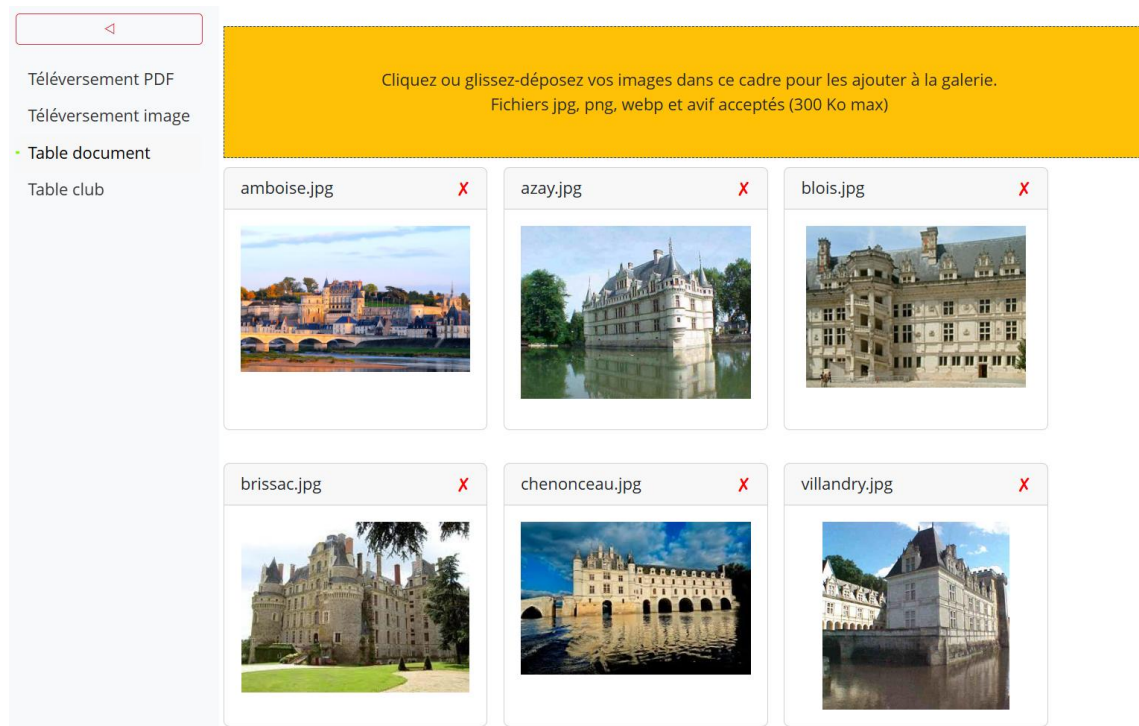 ◁
Téléversement PDF
Téléversement image
Table document
Table club
Cliquez ou glissez-déposez vos images dans ce cadre pour les ajouter à la galerie.
Fichiers jpg, png, webp et avif acceptés (300 Ko max)
amboise.jpg ✗
azay.jpg ✗
blois.jpg ✗
brissac.jpg ✗
chenonceau.jpg ✗
villandry.jpg ✗